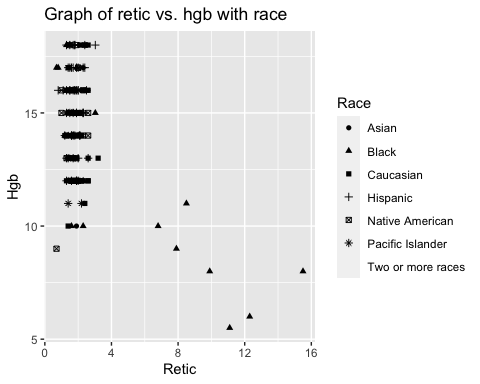 Graph of retic vs. hgb with race
Hgb
15
10
5
0
4
8
12
16
Retic
Race
Asian
Black
Caucasian
Hispanic
Native American
Pacific Islander
Two or more races